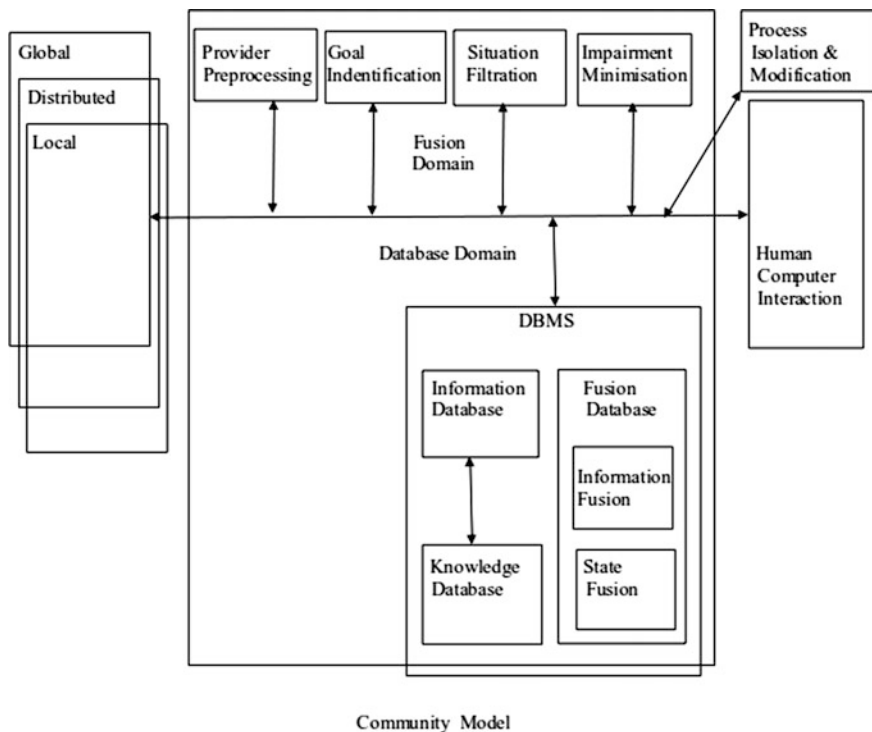 Global
Distributed
Local
Provider
Preprocessing
Goal
Indentification
Situation
Filtration
Impairment
Minimisation
Process
Isolation &
Modification
Fusion
Domain
Database Domain
Human
Computer
Interaction
DBMS
Information
Database
Fusion
Database
Information
Fusion
Knowledge
Database
State
Fusion
Community Model